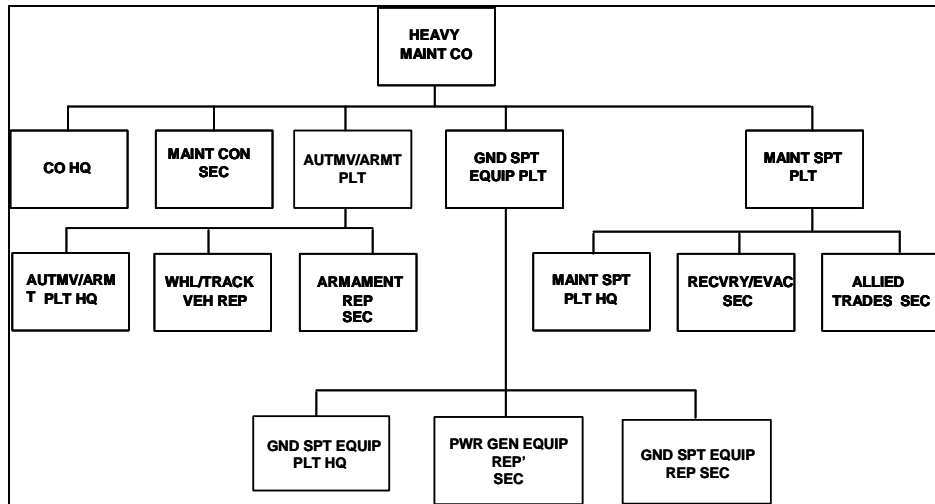 HEAVY
MAINT CO
CO HQ
MAINT CON
SEC
AUTMV/ARMT
PLT
GND SPT
EQUIP PLT
MAINT SPT
PLT
AUTMV/ARM
T PLT HQ
WHL/TRACK
VEH REP
ARMAMENT
REP
SEC
MAINT SPT
PLT HQ
RECVRY/EVAC
SEC
ALLIED
TRADES SEC
GND SPT EQUIP
PLT HQ
PWR GEN EQUIP
REP'
SEC
GND SPT EQUIP
REP SEC